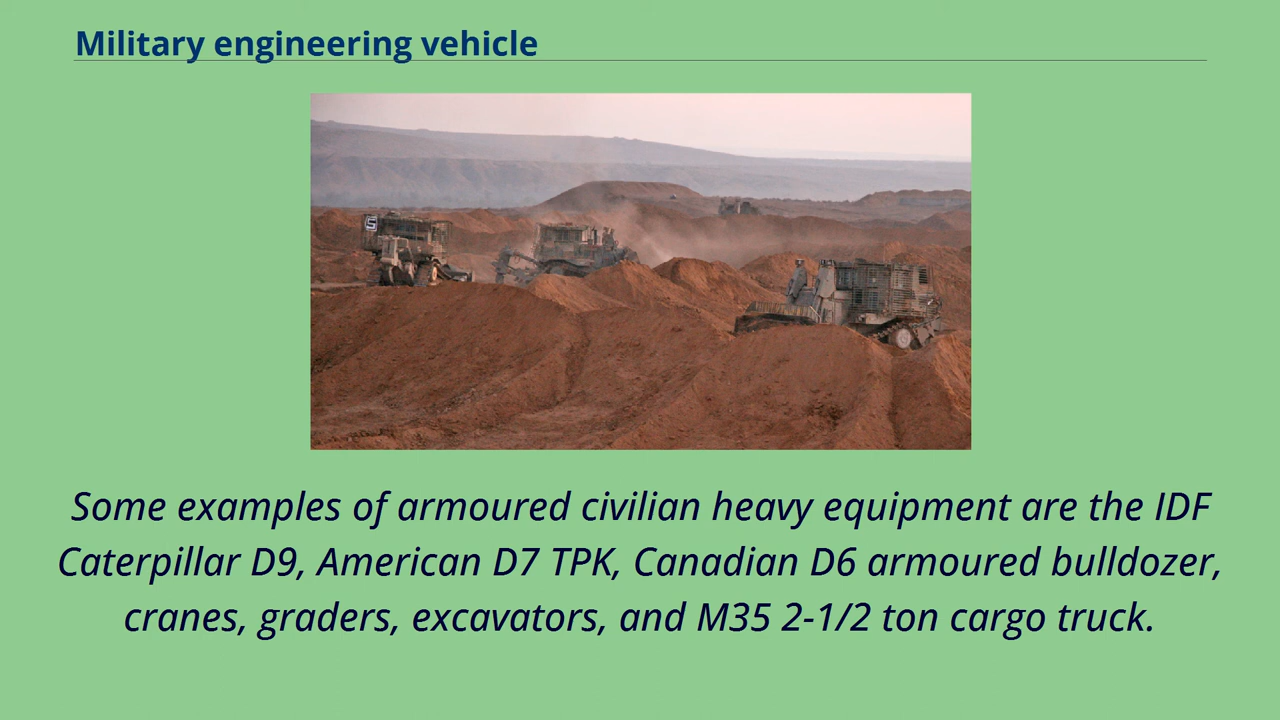 Military engineering vehicle
Some examples of armoured civilian heavy equipment are the IDF
Caterpillar D9, American D7 TPK, Canadian D6 armoured bulldozer,
cranes, graders, excavators, and M35 2-1/2 ton cargo truck.